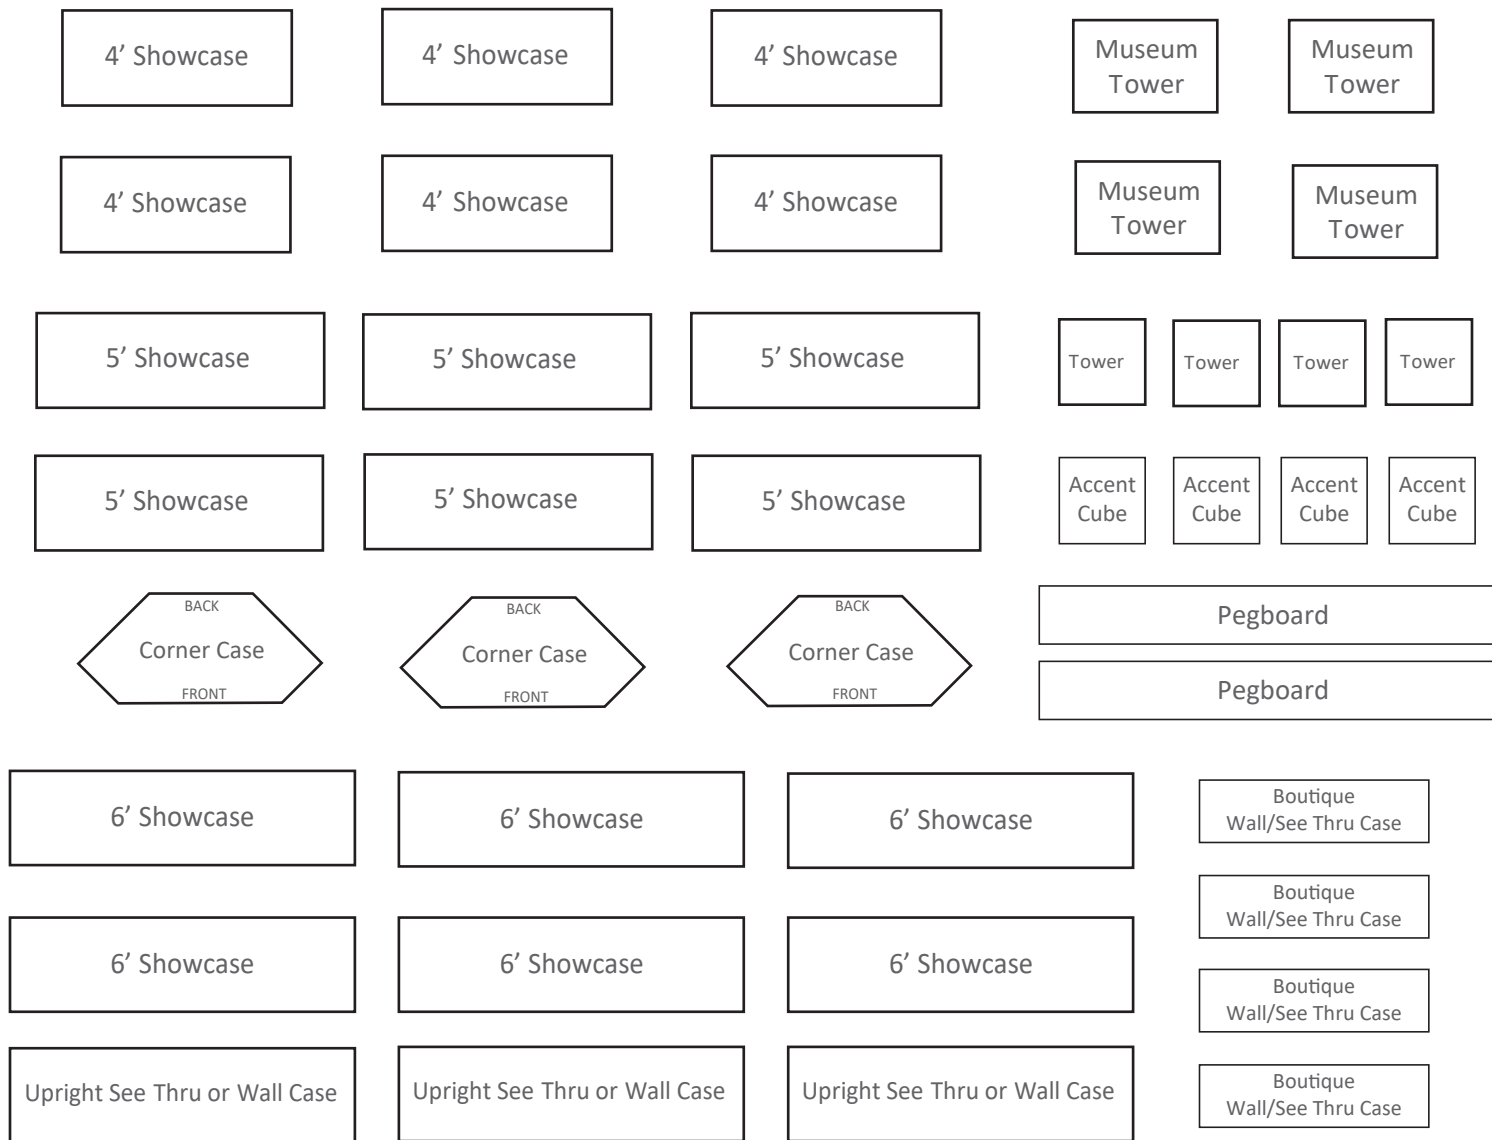 4’ Showcase
4’ Showcase
4’ Showcase
Museum
Tower
Museum
Tower
4’ Showcase
4’ Showcase
4’ Showcase
Museum
Tower
Museum
Tower
5’ Showcase
5’ Showcase
5’ Showcase
Tower
Tower
Tower
Tower
5’ Showcase
5’ Showcase
5’ Showcase
Accent
Cube
Accent
Cube
Accent
Cube
Accent
Cube
BACK
Corner Case
FRONT
BACK
Corner Case
FRONT
BACK
Corner Case
FRONT
Pegboard
Pegboard
6’ Showcase
6’ Showcase
6’ Showcase
Boutique
Wall/See Thru Case
Boutique
Wall/See Thru Case
6’ Showcase
6’ Showcase
6’ Showcase
Boutique
Wall/See Thru Case
Upright See Thru or Wall Case
Upright See Thru or Wall Case
Upright See Thru or Wall Case
Boutique
Wall/See Thru Case